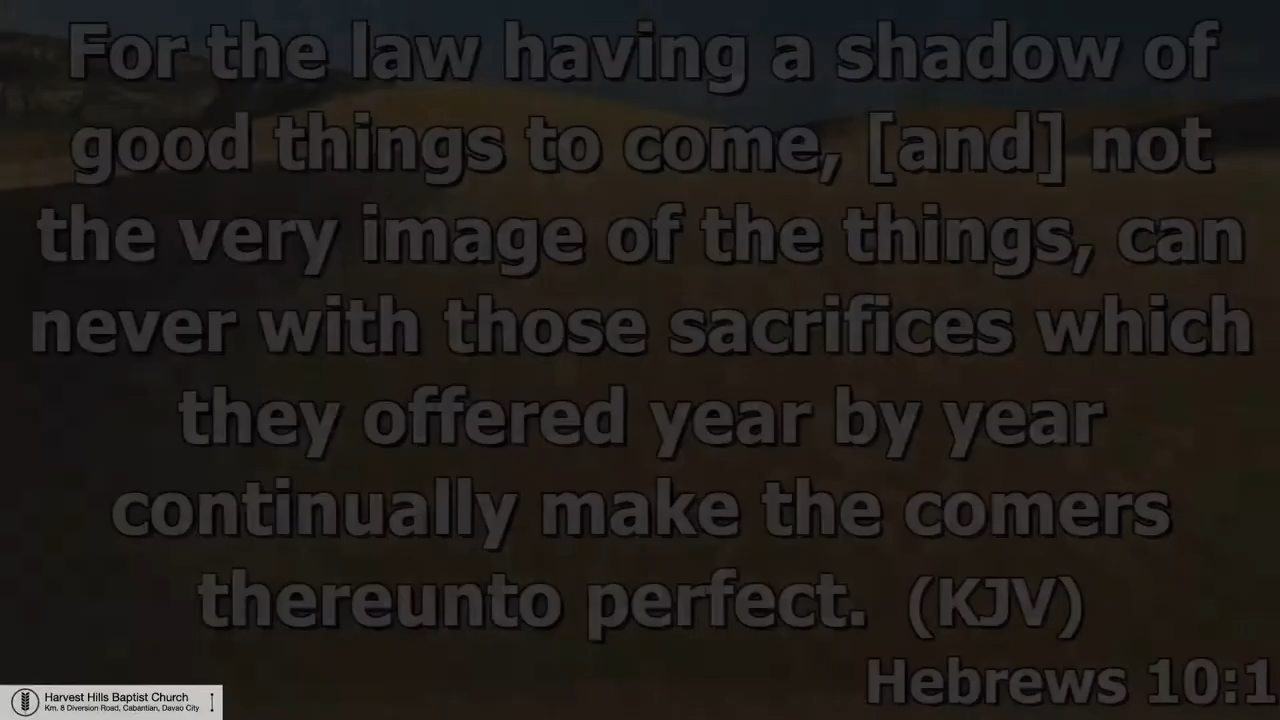 For the law having a shadow of
good things to come, [and] not
the very image of the things, can
never with those sacrifices which
they offered year by year
continually make the comers
thereunto perfect. (KJV)
Hebrews 10:1
Harvest Hills Baptist Church
Km. 8 Diversion Road, Cabantian, Davao City